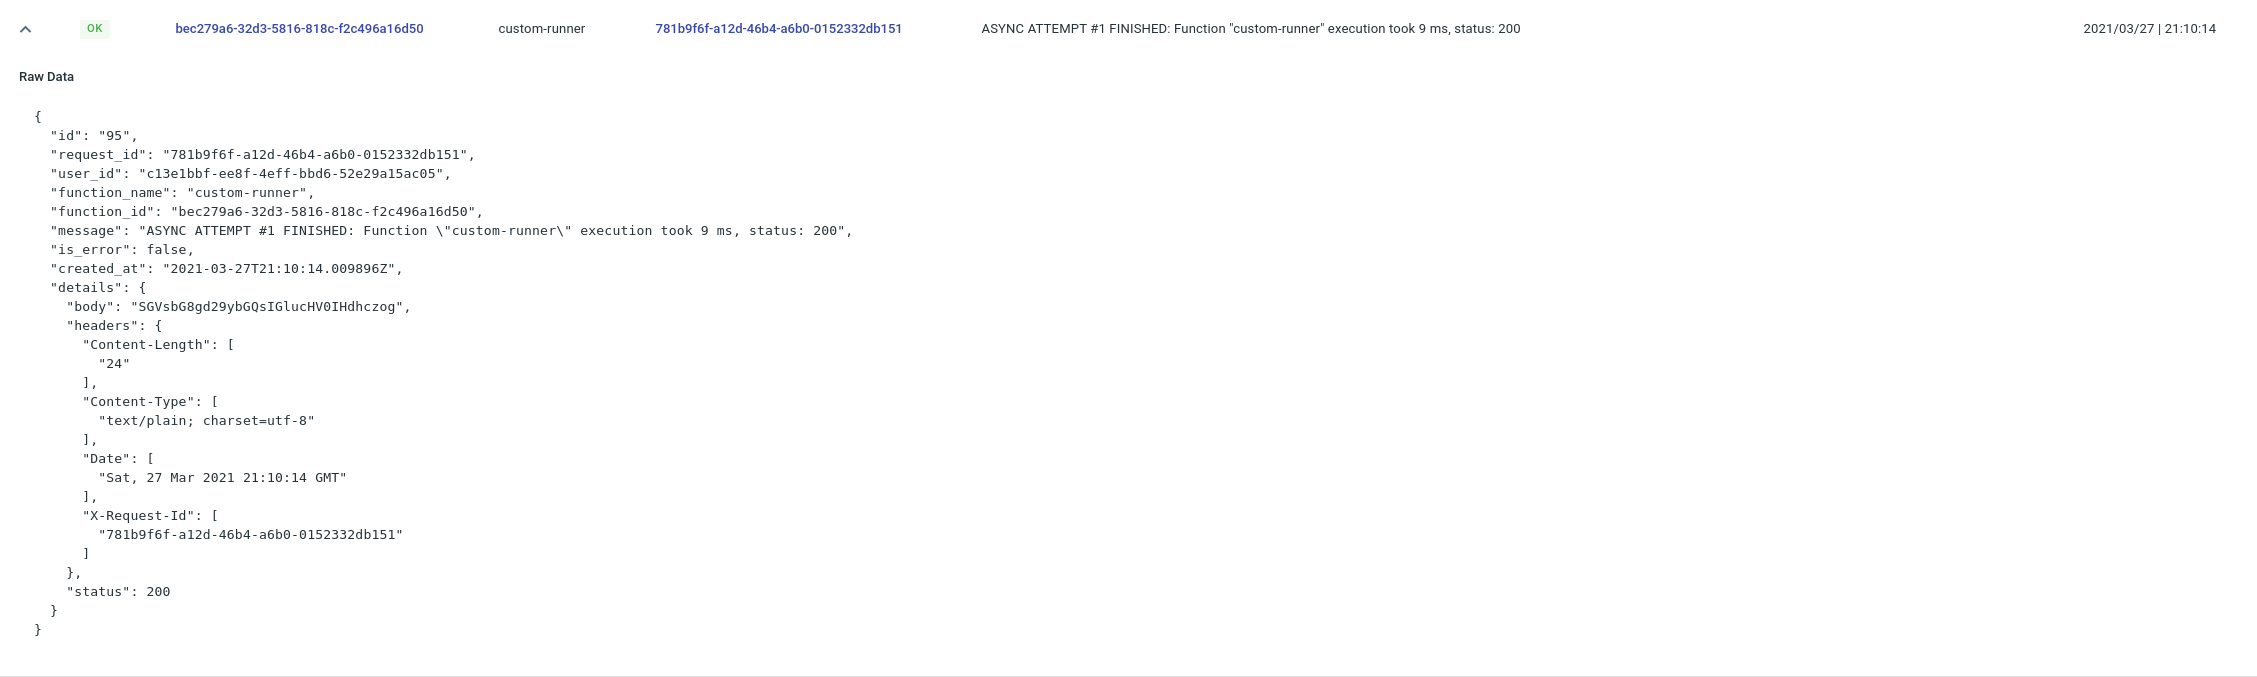 OK bec279a6-32d3-5816-818c-f2c496a16d50 custom-runner 781b9f6f-a12d-46b4-a6b0-0152332db151 ASYNC ATTEMPT #1 FINISHED: Function "custom-runner" execution took 9 ms, status: 200 2021/03/27 | 21:10:14
Raw Data
{
  "id": "95",
  "request_id": "781b9f6f-a12d-46b4-a6b0-0152332db151",
  "user_id": "c13e1bbf-ee8f-4eff-bbd6-52e29a15ac05",
  "function_name": "custom-runner",
  "function_id": "bec279a6-32d3-5816-818c-f2c496a16d50",
  "message": "ASYNC ATTEMPT #1 FINISHED: Function \"custom-runner\" execution took 9 ms, status: 200",
  "is_error": false,
  "created_at": "2021-03-27T21:10:14.009896Z",
  "details": {
    "body": "SGVsbG8gd29ybGQsIGlucHV0IHdhczog",
    "headers": {
      "Content-Length": [
        "24"
      ],
      "Content-Type": [
        "text/plain; charset=utf-8"
      ],
      "Date": [
        "Sat, 27 Mar 2021 21:10:14 GMT"
      ],
      "X-Request-Id": [
        "781b9f6f-a12d-46b4-a6b0-0152332db151"
      ]
    },
    "status": 200
  }
}